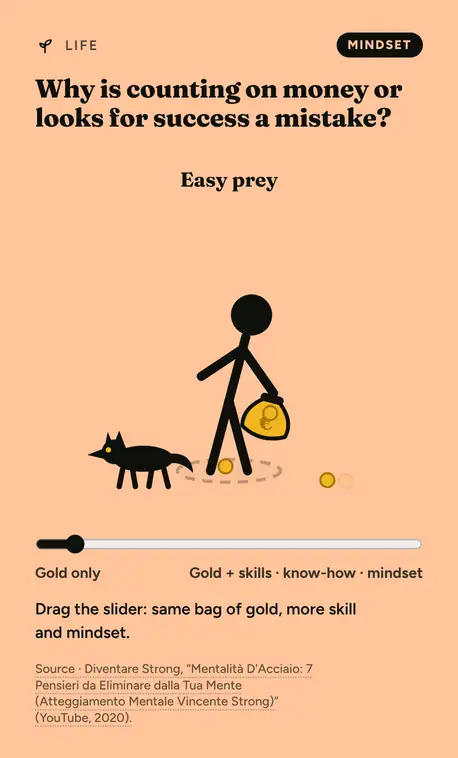 LIFE
MINDSET
Why is counting on money or
looks for success a mistake?
Easy prey
€
Gold only
Gold + skills · know-how · mindset
Drag the slider: same bag of gold, more skill
and mindset.
Source · Diventare Strong, “Mentalità D'Acciaio: 7
Pensieri da Eliminare dalla Tua Mente
(Atteggiamento Mentale Vincente Strong)”
(YouTube, 2020).